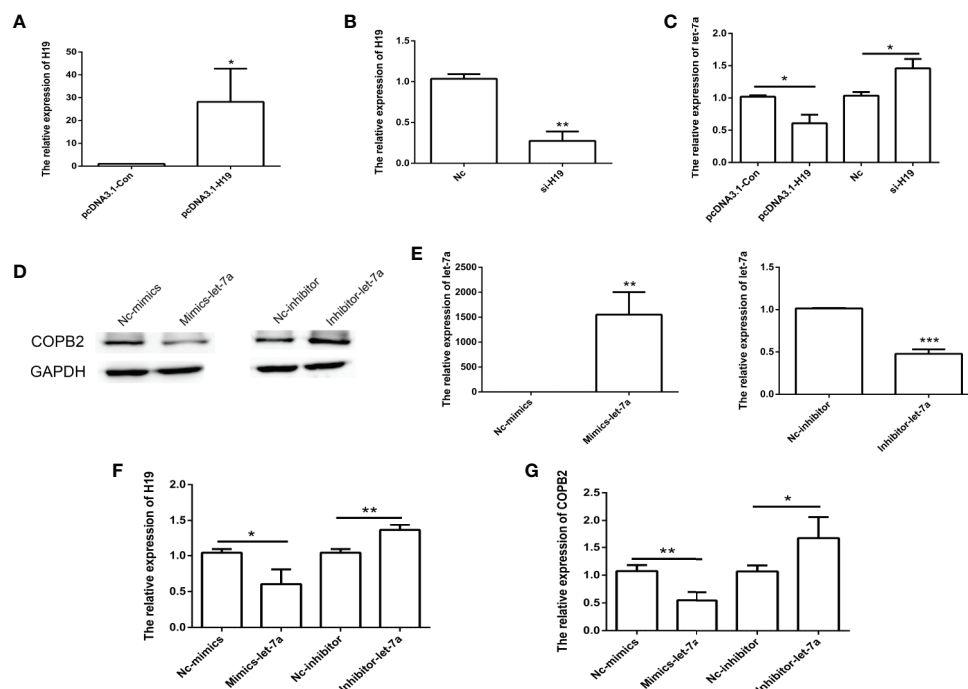 A
The relative expression of H19
50
40
30
20
10
0
*
pcDNA3.1-Con
pcDNA3.1-H19
B
The relative expression of H19
1.5
1.0
0.5
0.0
**
Nc
si-H19
C
The relative expression of let-7a
2.0
1.5
1.0
0.5
0.0
*
*
pcDNA3.1-Con
pcDNA3.1-H19
Nc
si-H19
D
Nc-mimics
Mimics-let-7a
Nc-inhibitor
Inhibitor-let-7a
COPB2
GAPDH
E
The relative expression of let-7a
2500
2000
1500
1000
500
0
**
Nc-mimics
Mimics-let-7a
The relative expression of let-7a
1.5
1.0
0.5
0.0
***
Nc-inhibitor
Inhibitor-let-7a
F
The relative expression of H19
2.0
1.5
1.0
0.5
0.0
*
**
Nc-mimics
Mimics-let-7a
Nc-inhibitor
Inhibitor-let-7a
G
The relative expression of COPB2
2.5
2.0
1.5
1.0
0.5
0.0
**
*
Nc-mimics
Mimics-let-7a
Nc-inhibitor
Inhibitor-let-7a